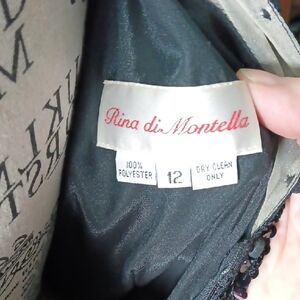 Rina di Montella
100%
POLYESTER
12
DRY CLEAN
ONLY